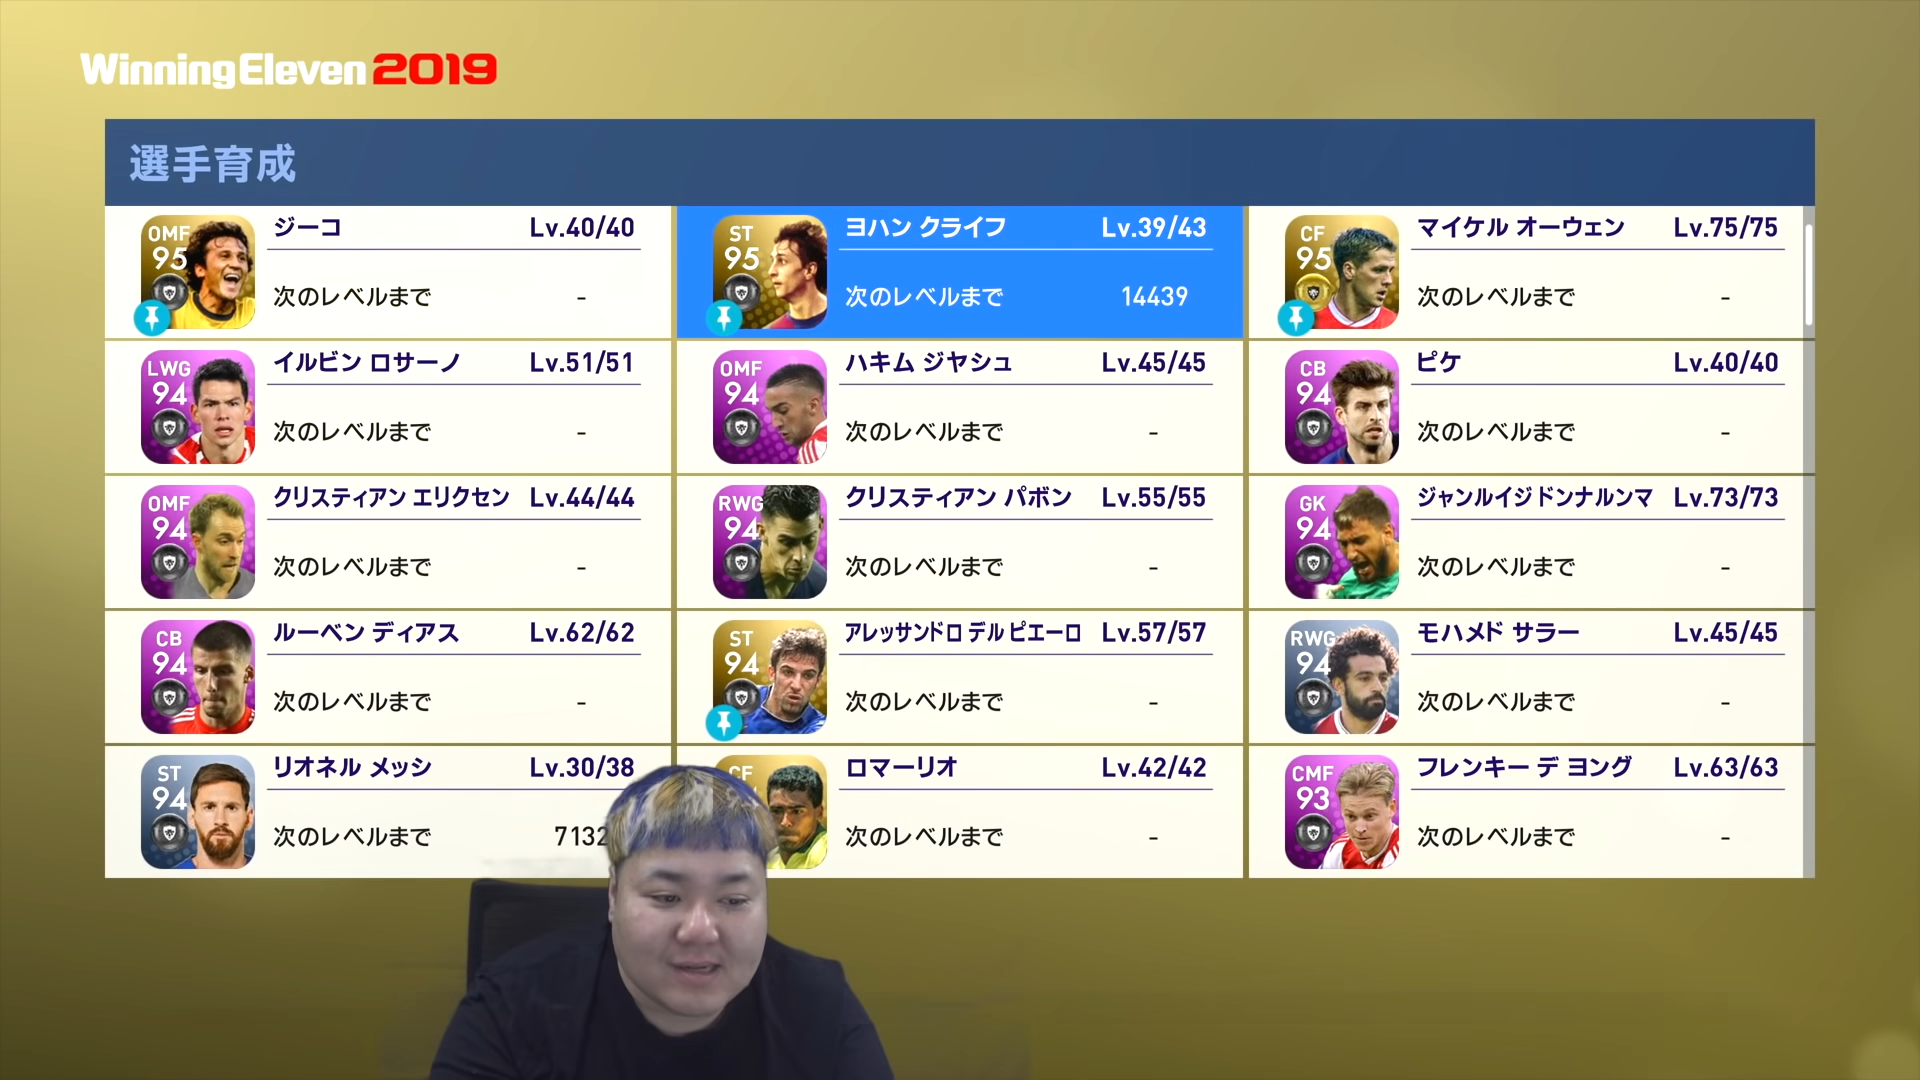 Winning Eleven 2019
選手育成
OMF 95 ジーコ Lv.40/40
次のレベルまで -
ST 95 ヨハン クライフ Lv.39/43
次のレベルまで 14439
CF 95 マイケル オーウェン Lv.75/75
次のレベルまで -
LWG 94 イルビン ロサーノ Lv.51/51
次のレベルまで -
OMF 94 ハキム ジヤシュ Lv.45/45
次のレベルまで -
CB 94 ピケ Lv.40/40
次のレベルまで -
OMF 94 クリスティアン エリクセン Lv.44/44
次のレベルまで -
RWG 94 クリスティアン パボン Lv.55/55
次のレベルまで -
GK 94 ジャンルイジ ドンナルンマ Lv.73/73
次のレベルまで -
CB 94 ルーベン ディアス Lv.62/62
次のレベルまで -
ST 94 アレッサンドロ デル ピエーロ Lv.57/57
次のレベルまで -
RWG 94 モハメド サラー Lv.45/45
次のレベルまで -
ST 94 リオネル メッシ Lv.30/38
次のレベルまで 7132
CF ロマーリオ Lv.42/42
次のレベルまで -
CMF 93 フレンキー デ ヨング Lv.63/63
次のレベルまで -